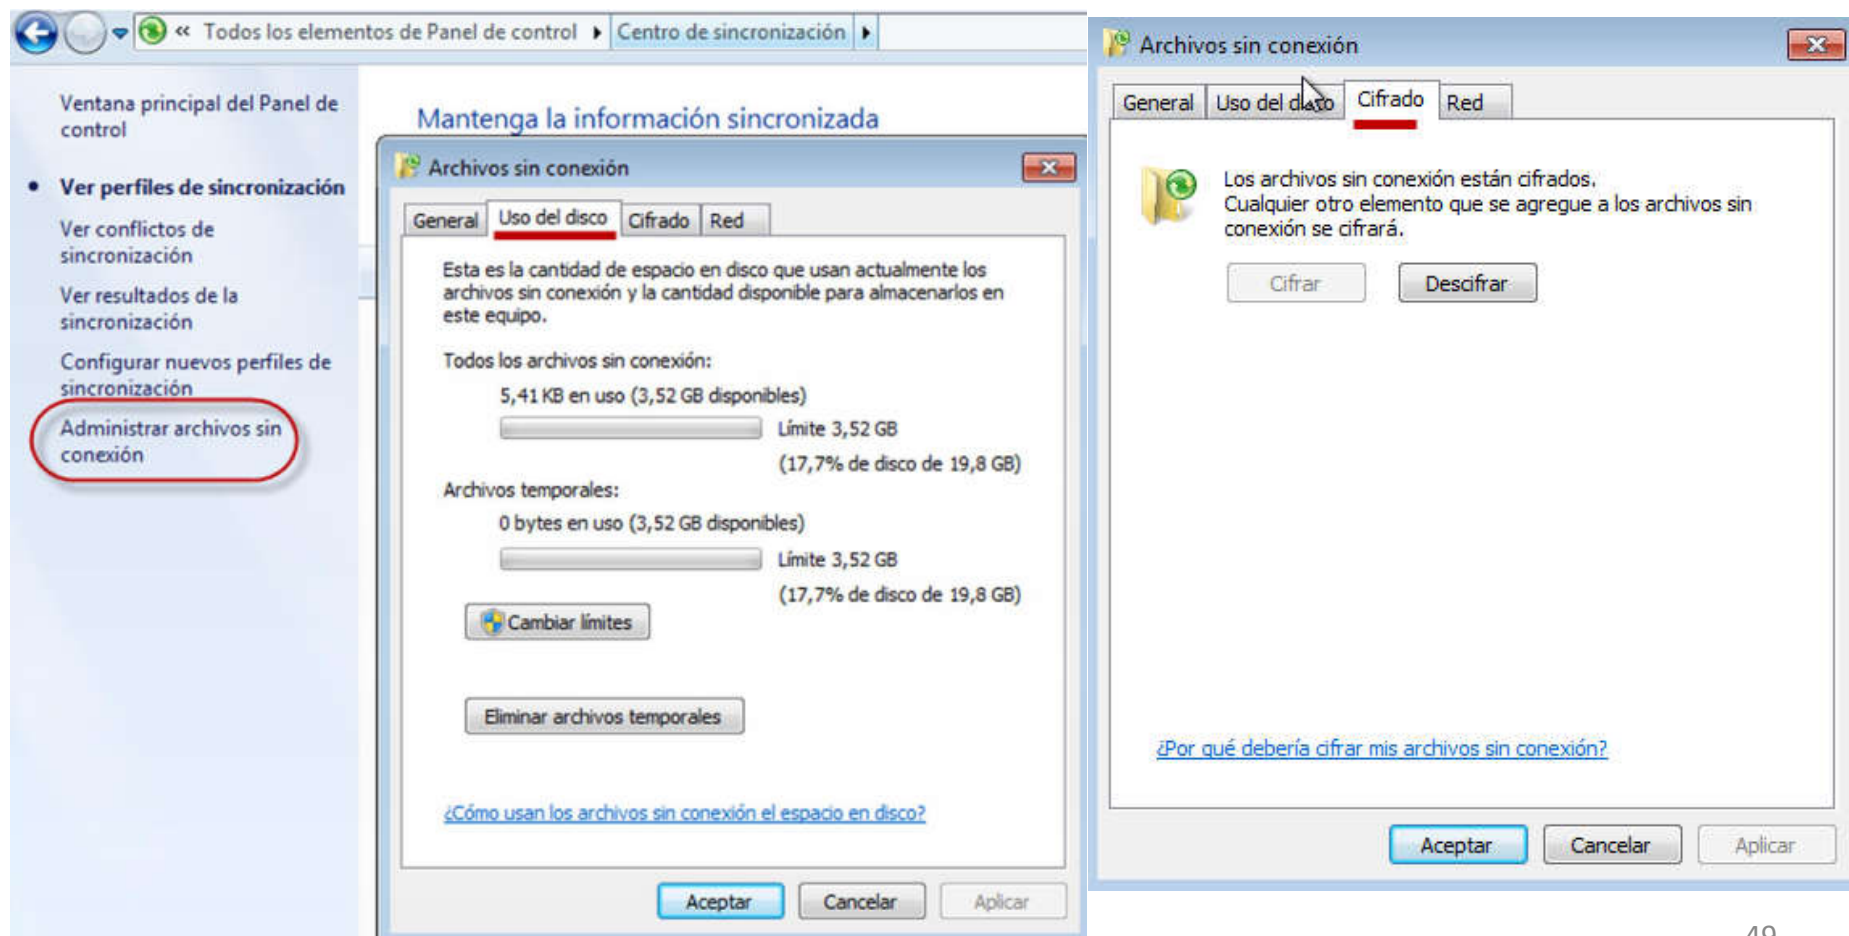 « Todos los elementos de Panel de control Centro de sincronización
Ventana principal del Panel de
control
Ver perfiles de sincronización
Ver conflictos de
sincronización
Ver resultados de la
sincronización
Configurar nuevos perfiles de
sincronización
Administrar archivos sin
conexión
Mantenga la información sincronizada
Archivos sin conexión
General Uso del disco Cifrado Red
Esta es la cantidad de espacio en disco que usan actualmente los
archivos sin conexión y la cantidad disponible para almacenarlos en
este equipo.
Todos los archivos sin conexión:
5,41 KB en uso (3,52 GB disponibles)
Límite 3,52 GB
(17,7% de disco de 19,8 GB)
Archivos temporales:
0 bytes en uso (3,52 GB disponibles)
Límite 3,52 GB
(17,7% de disco de 19,8 GB)
Cambiar límites
Eliminar archivos temporales
¿Cómo usan los archivos sin conexión el espacio en disco?
Aceptar Cancelar Aplicar
Archivos sin conexión
General Uso del disco Cifrado Red
Los archivos sin conexión están cifrados.
Cualquier otro elemento que se agregue a los archivos sin
conexión se cifrará.
Cifrar Descifrar
¿Por qué debería cifrar mis archivos sin conexión?
Aceptar Cancelar Aplicar
49